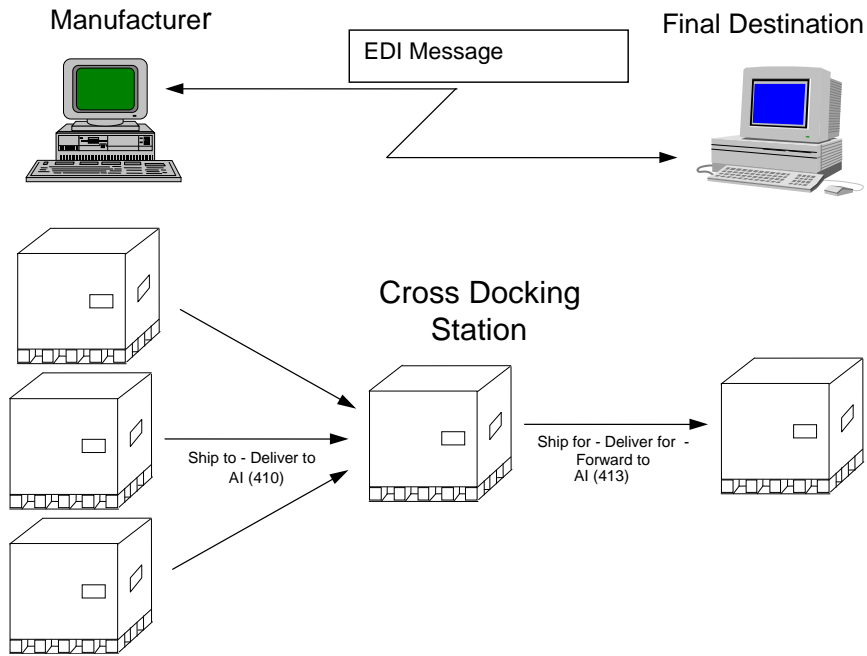 Manufacturer
Final Destination
EDI Message
Cross Docking
Station
Ship to - Deliver to
AI (410)
Ship for - Deliver for -
Forward to
AI (413)